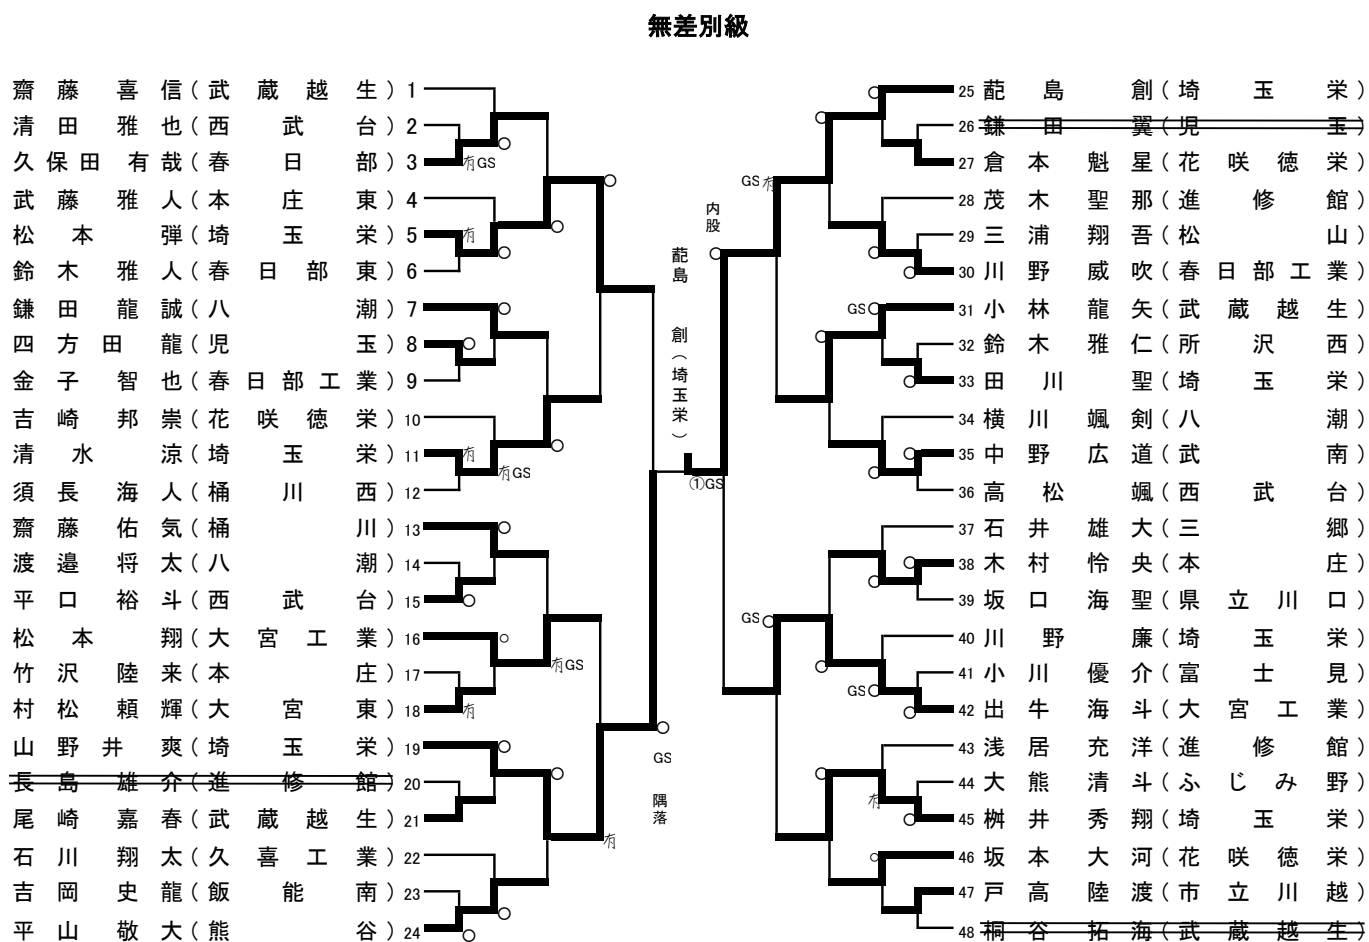 無差別級
齋藤喜信(武蔵越生) 1
清田雅也(西武台) 2
久保田有哉(春日部) 3
有GS
武藤雅人(本庄東) 4
松本弾(埼玉栄) 5
有
鈴木雅人(春日部東) 6
鎌田龍誠(八潮) 7
四方田龍(児玉) 8
金子智也(春日部工業) 9
吉崎邦崇(花咲徳栄) 10
清水涼(埼玉栄) 11
有
有GS
須長海人(桶川西) 12
齋藤佑気(桶川) 13
渡邉将太(八潮) 14
平口裕斗(西武台) 15
松本翔(大宮工業) 16
有GS
竹沢陸来(本庄) 17
村松頼輝(大宮東) 18
有
山野井爽(埼玉栄) 19
長島雄介(進修館) 20
尾崎嘉春(武蔵越生) 21
有
石川翔太(久喜工業) 22
吉岡史龍(飯能南) 23
平山敬大(熊谷) 24
GS
隅落
内股
蓜島創(埼玉栄)
①GS
25 蓜島創(埼玉栄)
26 鎌田翼(児玉)
27 倉本魁星(花咲徳栄)
GS有
28 茂木聖那(進修館)
29 三浦翔吾(松山)
30 川野威吹(春日部工業)
GS
31 小林龍矢(武蔵越生)
32 鈴木雅仁(所沢西)
33 田川聖(埼玉栄)
34 横川颯剣(八潮)
35 中野広道(武南)
36 高松颯(西武台)
37 石井雄大(三郷)
38 木村怜央(本庄)
39 坂口海聖(県立川口)
GS
40 川野廉(埼玉栄)
41 小川優介(富士見)
GS
42 出牛海斗(大宮工業)
43 浅居充洋(進修館)
44 大熊清斗(ふじみ野)
有
45 桝井秀翔(埼玉栄)
46 坂本大河(花咲徳栄)
47 戸高陸渡(市立川越)
48 桐谷拓海(武蔵越生)